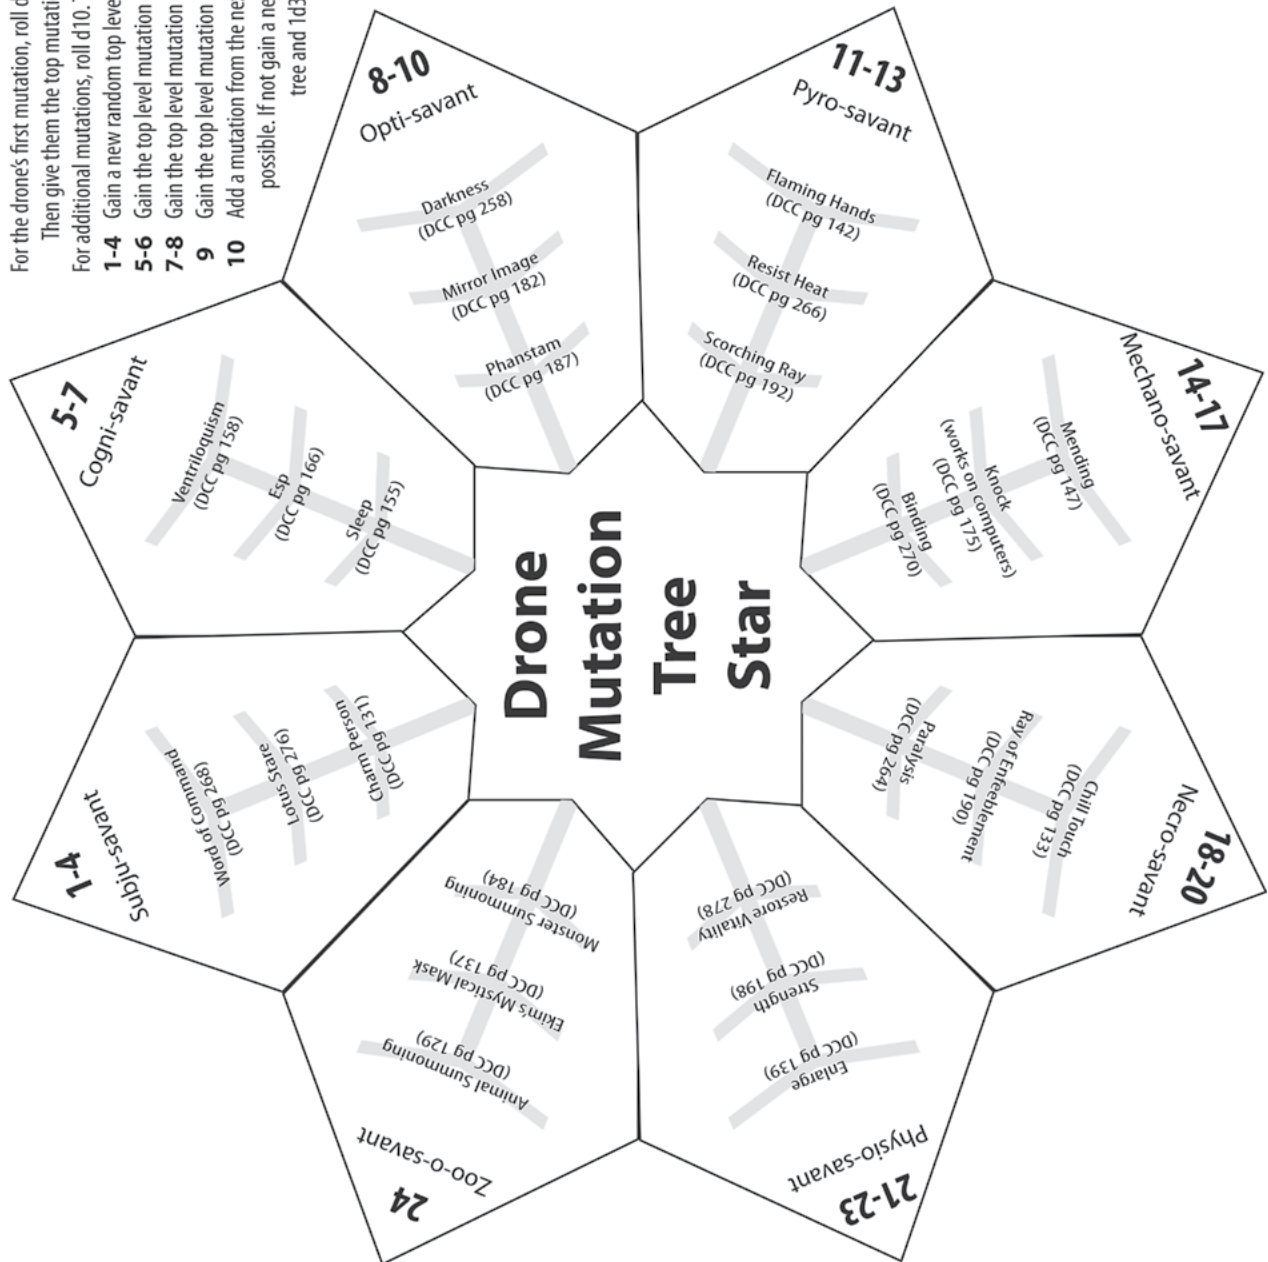 For the drone's first mutation, roll d
Then give them the top mutati
For additional mutations, roll d10.
1-4 Gain a new random top leve
5-6 Gain the top level mutation
7-8 Gain the top level mutation
9 Gain the top level mutation
10 Add a mutation from the ne
possible. If not gain a ne
tree and 1d3
Drone
Mutation
Tree
Star
1-4
Subju-savant
Word of Command
(DCC pg 268)
Lotus Stare
(DCC pg 276)
Charm Person
(DCC pg 131)
5-7
Cogni-savant
Ventriloquism
(DCC pg 158)
Esp
(DCC pg 166)
Sleep
(DCC pg 155)
8-10
Opti-savant
Darkness
(DCC pg 258)
Mirror Image
(DCC pg 182)
Phanstam
(DCC pg 187)
11-13
Pyro-savant
Flaming Hands
(DCC pg 142)
Resist Heat
(DCC pg 266)
Scorching Ray
(DCC pg 192)
14-17
Mechano-savant
Mending
(DCC pg 147)
Knock
(works on computers)
(DCC pg 175)
Binding
(DCC pg 270)
18-20
Necro-savant
Chill Touch
(DCC pg 133)
Ray of Enfeeblement
(DCC pg 190)
Paralysis
(DCC pg 264)
21-23
Physio-savant
Enlarge
(DCC pg 139)
Strength
(DCC pg 198)
Restore Vitality
(DCC pg 278)
24
Zoo-o-savant
Animal Summoning
(DCC pg 129)
Ekim's Mystical Mask
(DCC pg 137)
Monster Summoning
(DCC pg 184)